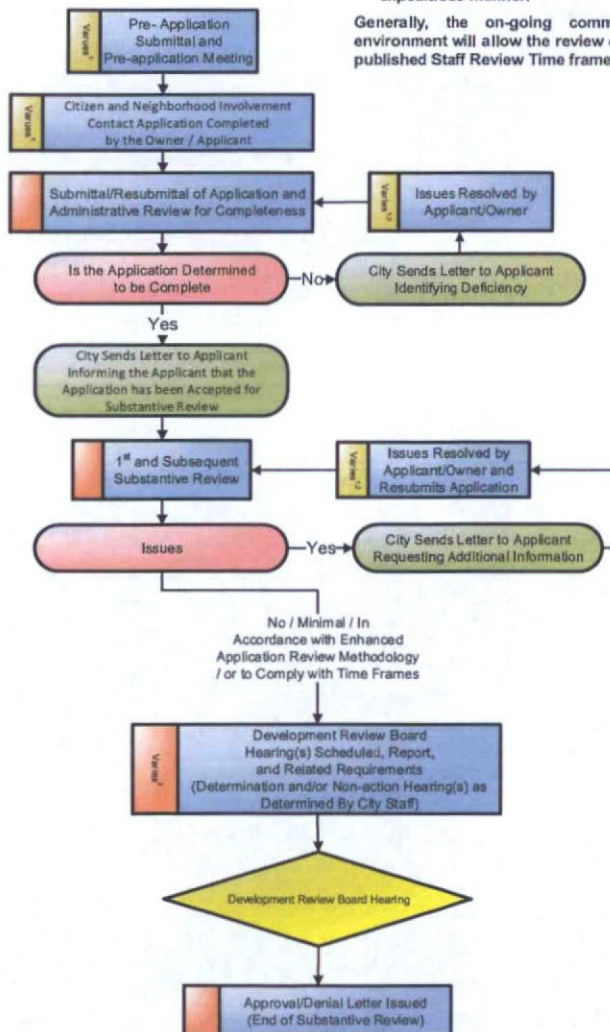 expeditious manner.
Generally, the on-going comm
environment will allow the review
published Staff Review Time frame
Pre- Application
Submittal and
Pre-application Meeting
Citizen and Neighborhood Involvement
Contact Application Completed
by the Owner / Applicant
Submittal/Resubmittal of Application and
Administrative Review for Completeness
Varies1,2
Issues Resolved by
Applicant/Owner
Is the Application Determined
to be Complete
No
City Sends Letter to Applicant
Identifying Deficiency
Yes
City Sends Letter to Applicant
Informing the Applicant that the
Application has been Accepted for
Substantive Review
1st and Subsequent
Substantive Review
Varies1,2
Issues Resolved by
Applicant/Owner and
Resubmits Application
Issues
Yes
City Sends Letter to Applicant
Requesting Additional Information
No / Minimal / In
Accordance with Enhanced
Application Review Methodology
/ or to Comply with Time Frames
Varies
Development Review Board
Hearing(s) Scheduled, Report,
and Related Requirements
(Determination and/or Non-action Hearing(s) as
Determined By City Staff)
Development Review Board Hearing
Approval/Denial Letter Issued
(End of Substantive Review)